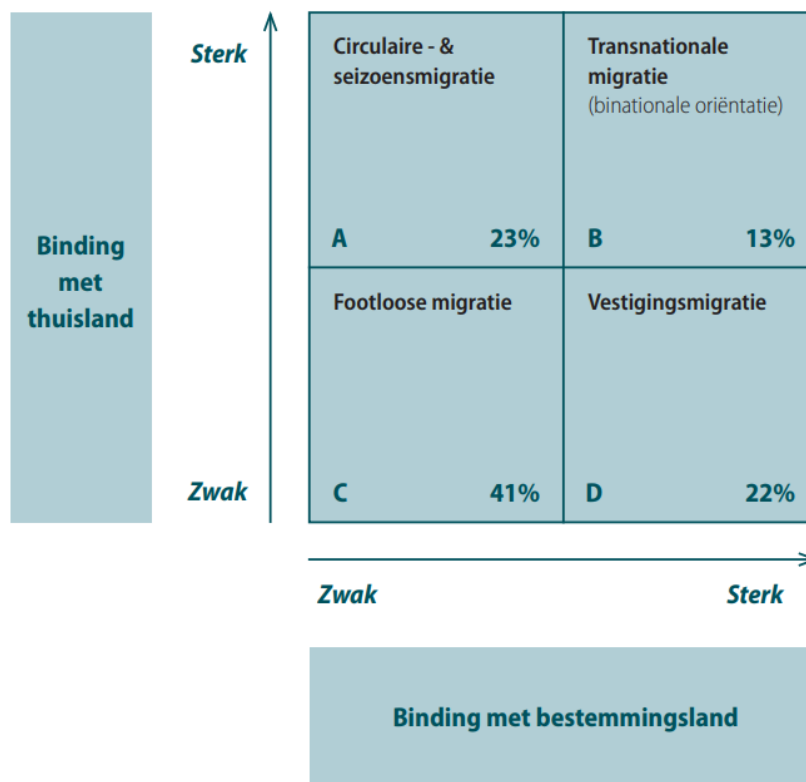 Sterk
Circulaire - &
seizoensmigratie
Transnationale
migratie
(binationale oriëntatie)
A 23%
B 13%
Binding
met
thuisland
Footloose migratie
Vestigingsmigratie
Zwak
C 41%
D 22%
Zwak
Sterk
Binding met bestemmingsland